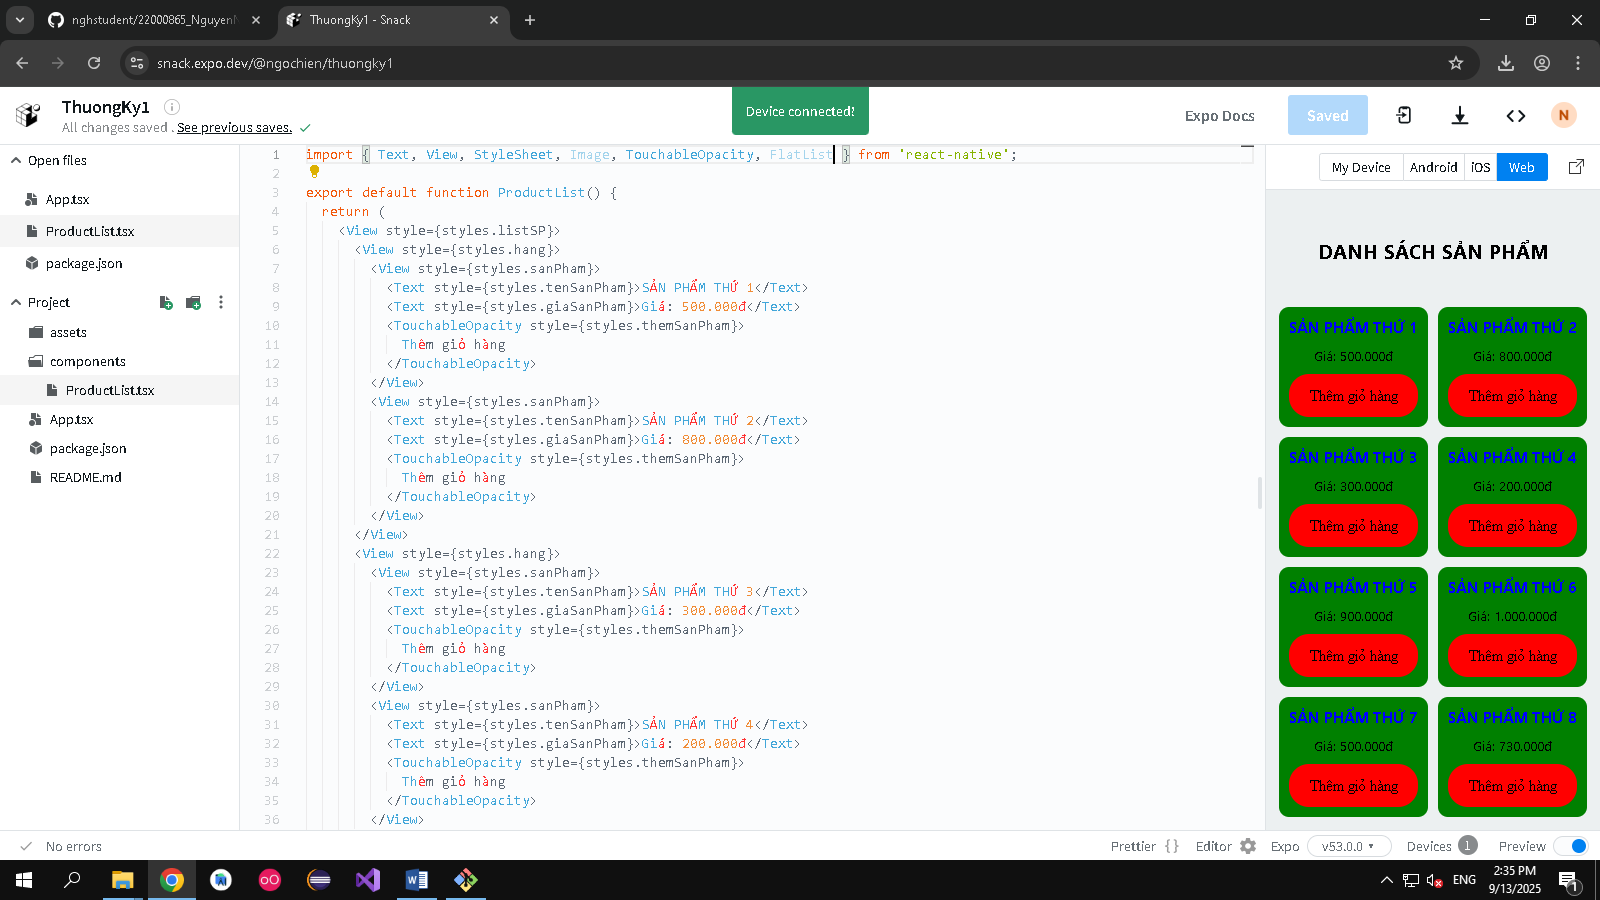 nghstudent/22000865_Nguyen
ThuongKy1 - Snack
snack.expo.dev/@ngochien/thuongky1
ThuongKy1
All changes saved . See previous saves.
Device connected!
Expo Docs
Saved
N
Open files
App.tsx
ProductList.tsx
package.json
Project
assets
components
ProductList.tsx
App.tsx
package.json
README.md
1 import { Text, View, StyleSheet, Image, TouchableOpacity, FlatList } from 'react-native';
2
3 export default function ProductList() {
4 return (
5 <View style={styles.listSP}>
6 <View style={styles.hang}>
7 <View style={styles.sanPham}>
8 <Text style={styles.tenSanPham}>SẢN PHẨM THỨ 1</Text>
9 <Text style={styles.giaSanPham}>Giá: 500.000đ</Text>
10 <TouchableOpacity style={styles.themSanPham}>
11 Thêm giỏ hàng
12 </TouchableOpacity>
13 </View>
14 <View style={styles.sanPham}>
15 <Text style={styles.tenSanPham}>SẢN PHẨM THỨ 2</Text>
16 <Text style={styles.giaSanPham}>Giá: 800.000đ</Text>
17 <TouchableOpacity style={styles.themSanPham}>
18 Thêm giỏ hàng
19 </TouchableOpacity>
20 </View>
21 </View>
22 <View style={styles.hang}>
23 <View style={styles.sanPham}>
24 <Text style={styles.tenSanPham}>SẢN PHẨM THỨ 3</Text>
25 <Text style={styles.giaSanPham}>Giá: 300.000đ</Text>
26 <TouchableOpacity style={styles.themSanPham}>
27 Thêm giỏ hàng
28 </TouchableOpacity>
29 </View>
30 <View style={styles.sanPham}>
31 <Text style={styles.tenSanPham}>SẢN PHẨM THỨ 4</Text>
32 <Text style={styles.giaSanPham}>Giá: 200.000đ</Text>
33 <TouchableOpacity style={styles.themSanPham}>
34 Thêm giỏ hàng
35 </TouchableOpacity>
36 </View>
My Device Android iOS Web
DANH SÁCH SẢN PHẨM
SẢN PHẨM THỨ 1 SẢN PHẨM THỨ 2
Giá: 500.000đ Giá: 800.000đ
Thêm giỏ hàng Thêm giỏ hàng
SẢN PHẨM THỨ 3 SẢN PHẨM THỨ 4
Giá: 300.000đ Giá: 200.000đ
Thêm giỏ hàng Thêm giỏ hàng
SẢN PHẨM THỨ 5 SẢN PHẨM THỨ 6
Giá: 900.000đ Giá: 1.000.000đ
Thêm giỏ hàng Thêm giỏ hàng
SẢN PHẨM THỨ 7 SẢN PHẨM THỨ 8
Giá: 500.000đ Giá: 730.000đ
Thêm giỏ hàng Thêm giỏ hàng
No errors
Prettier {} Editor Expo v53.0.0 Devices 1 Preview
ENG
2:35 PM
9/13/2025
1